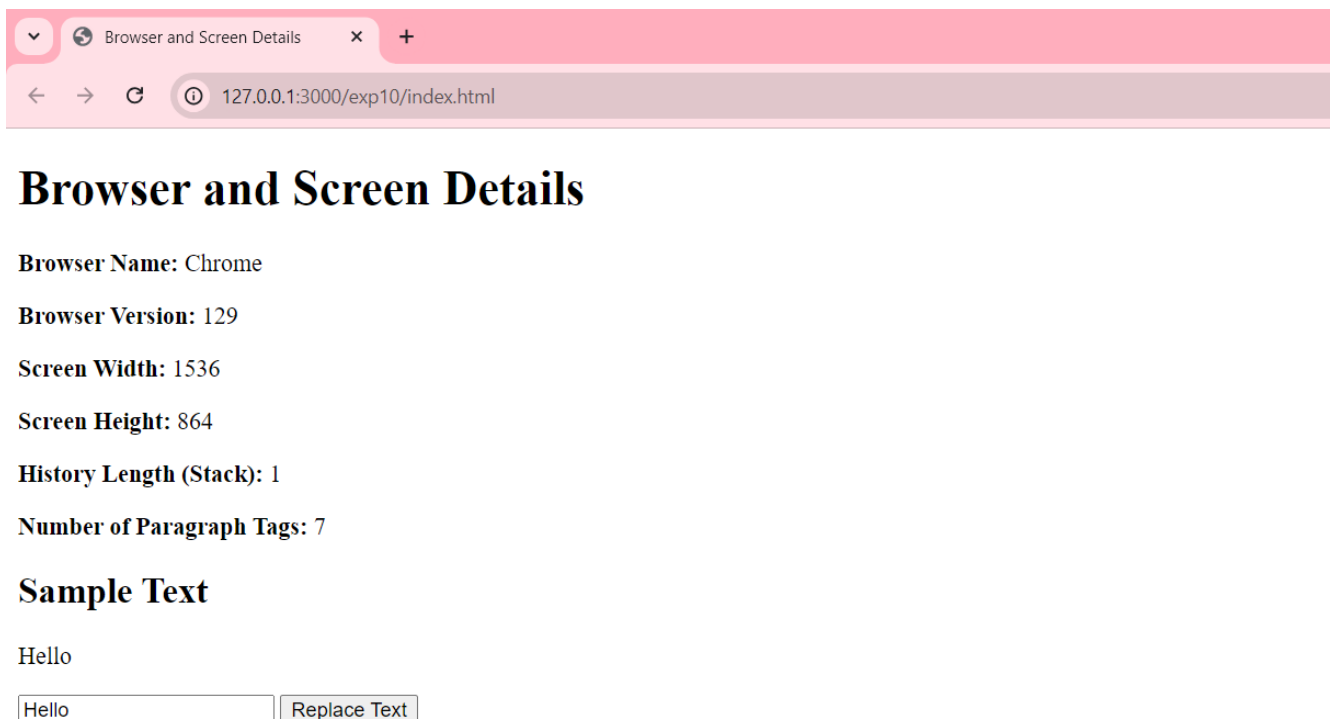 Browser and Screen Details
127.0.0.1:3000/exp10/index.html
Browser and Screen Details
Browser Name: Chrome
Browser Version: 129
Screen Width: 1536
Screen Height: 864
History Length (Stack): 1
Number of Paragraph Tags: 7
Sample Text
Hello
Hello Replace Text